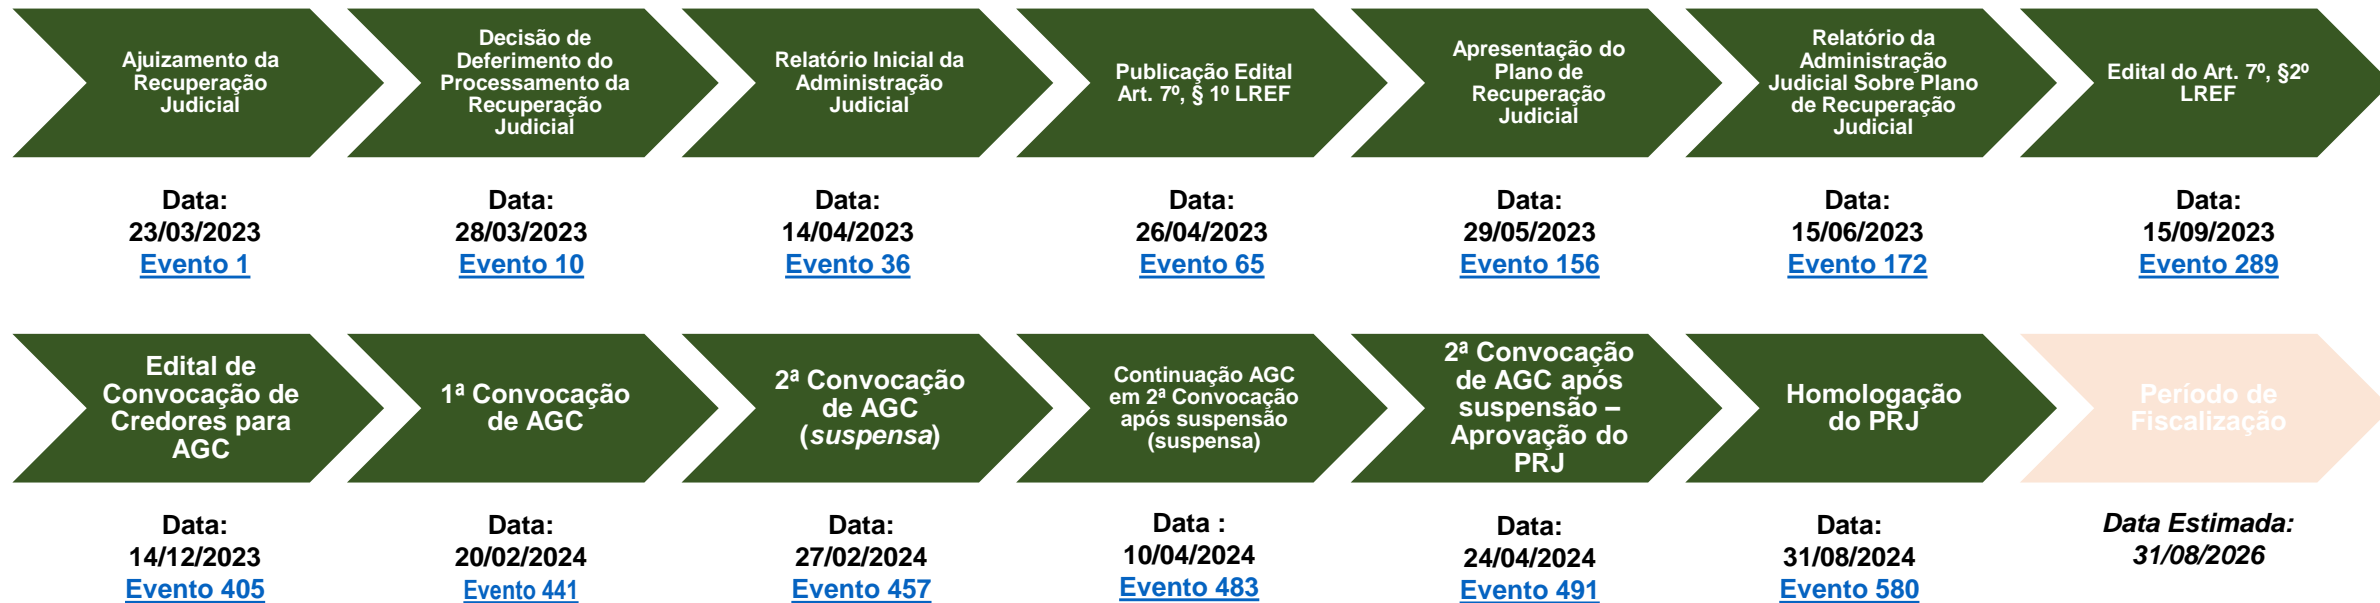 Ajuizamento da
Recuperação
Judicial
Decisão de
Deferimento do
Processamento da
Recuperação
Judicial
Relatório Inicial da
Administração
Judicial
Publicação Edital
Art. 7º, § 1º LREF
Apresentação do
Plano de
Recuperação
Judicial
Relatório da
Administração
Judicial Sobre Plano
de Recuperação
Judicial
Edital do Art. 7º, §2º
LREF
Data:
23/03/2023
Evento 1
Data:
28/03/2023
Evento 10
Data:
14/04/2023
Evento 36
Data:
26/04/2023
Evento 65
Data:
29/05/2023
Evento 156
Data:
15/06/2023
Evento 172
Data:
15/09/2023
Evento 289
Edital de
Convocação de
Credores para
AGC
1ª Convocação
de AGC
2ª Convocação
de AGC
(suspensa)
Continuação AGC
em 2ª Convocação
após suspensão
(suspensa)
2ª Convocação
de AGC após
suspensão –
Aprovação do
PRJ
Homologação
do PRJ
Período de
Fiscalização
Data:
14/12/2023
Evento 405
Data:
20/02/2024
Evento 441
Data:
27/02/2024
Evento 457
Data :
10/04/2024
Evento 483
Data:
24/04/2024
Evento 491
Data:
31/08/2024
Evento 580
Data Estimada:
31/08/2026